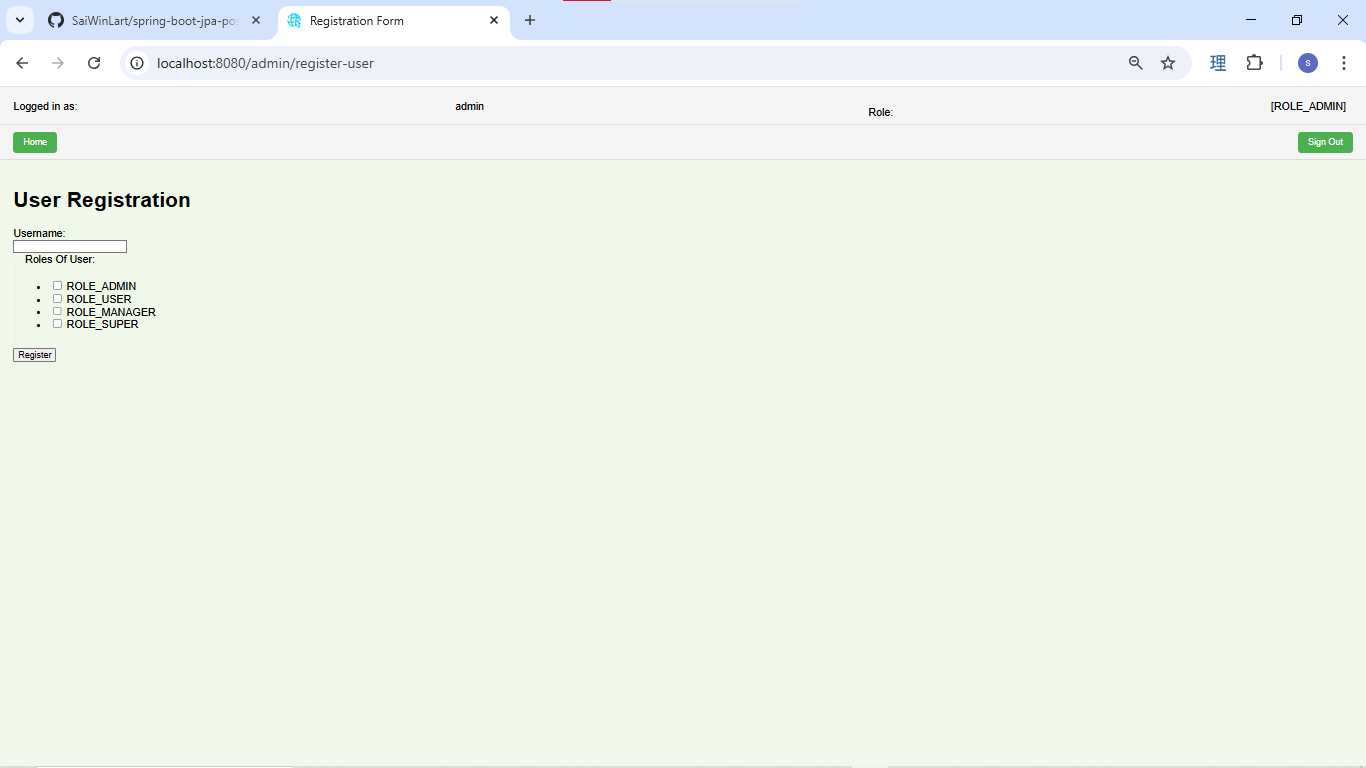 SaiWinLart/spring-boot-jpa-pos
Registration Form
localhost:8080/admin/register-user
理
S
Logged in as: admin Role: [ROLE_ADMIN]
Home Sign Out
User Registration
Username:
Roles Of User:
ROLE_ADMIN
ROLE_USER
ROLE_MANAGER
ROLE_SUPER
Register